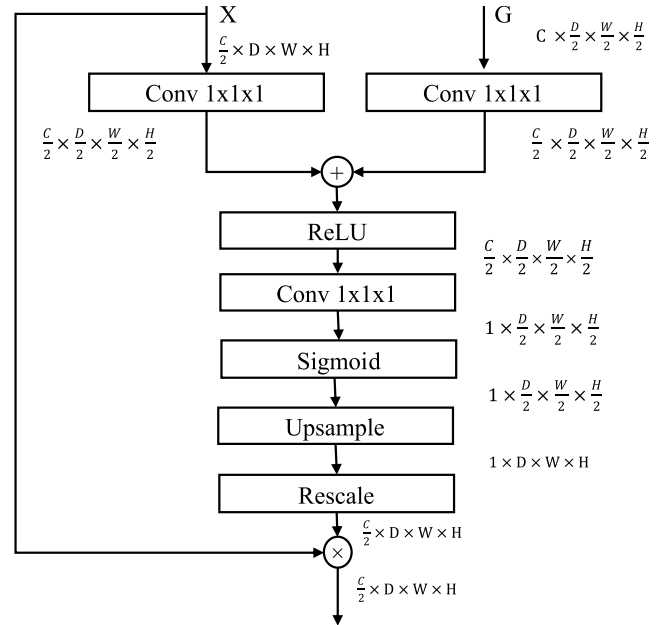 X
G
C/2 × D × W × H
C × D/2 × W/2 × H/2
Conv 1x1x1
Conv 1x1x1
C/2 × D/2 × W/2 × H/2
C/2 × D/2 × W/2 × H/2
+
ReLU
C/2 × D/2 × W/2 × H/2
Conv 1x1x1
1 × D/2 × W/2 × H/2
Sigmoid
1 × D/2 × W/2 × H/2
Upsample
1 × D × W × H
Rescale
C/2 × D × W × H
×
C/2 × D × W × H